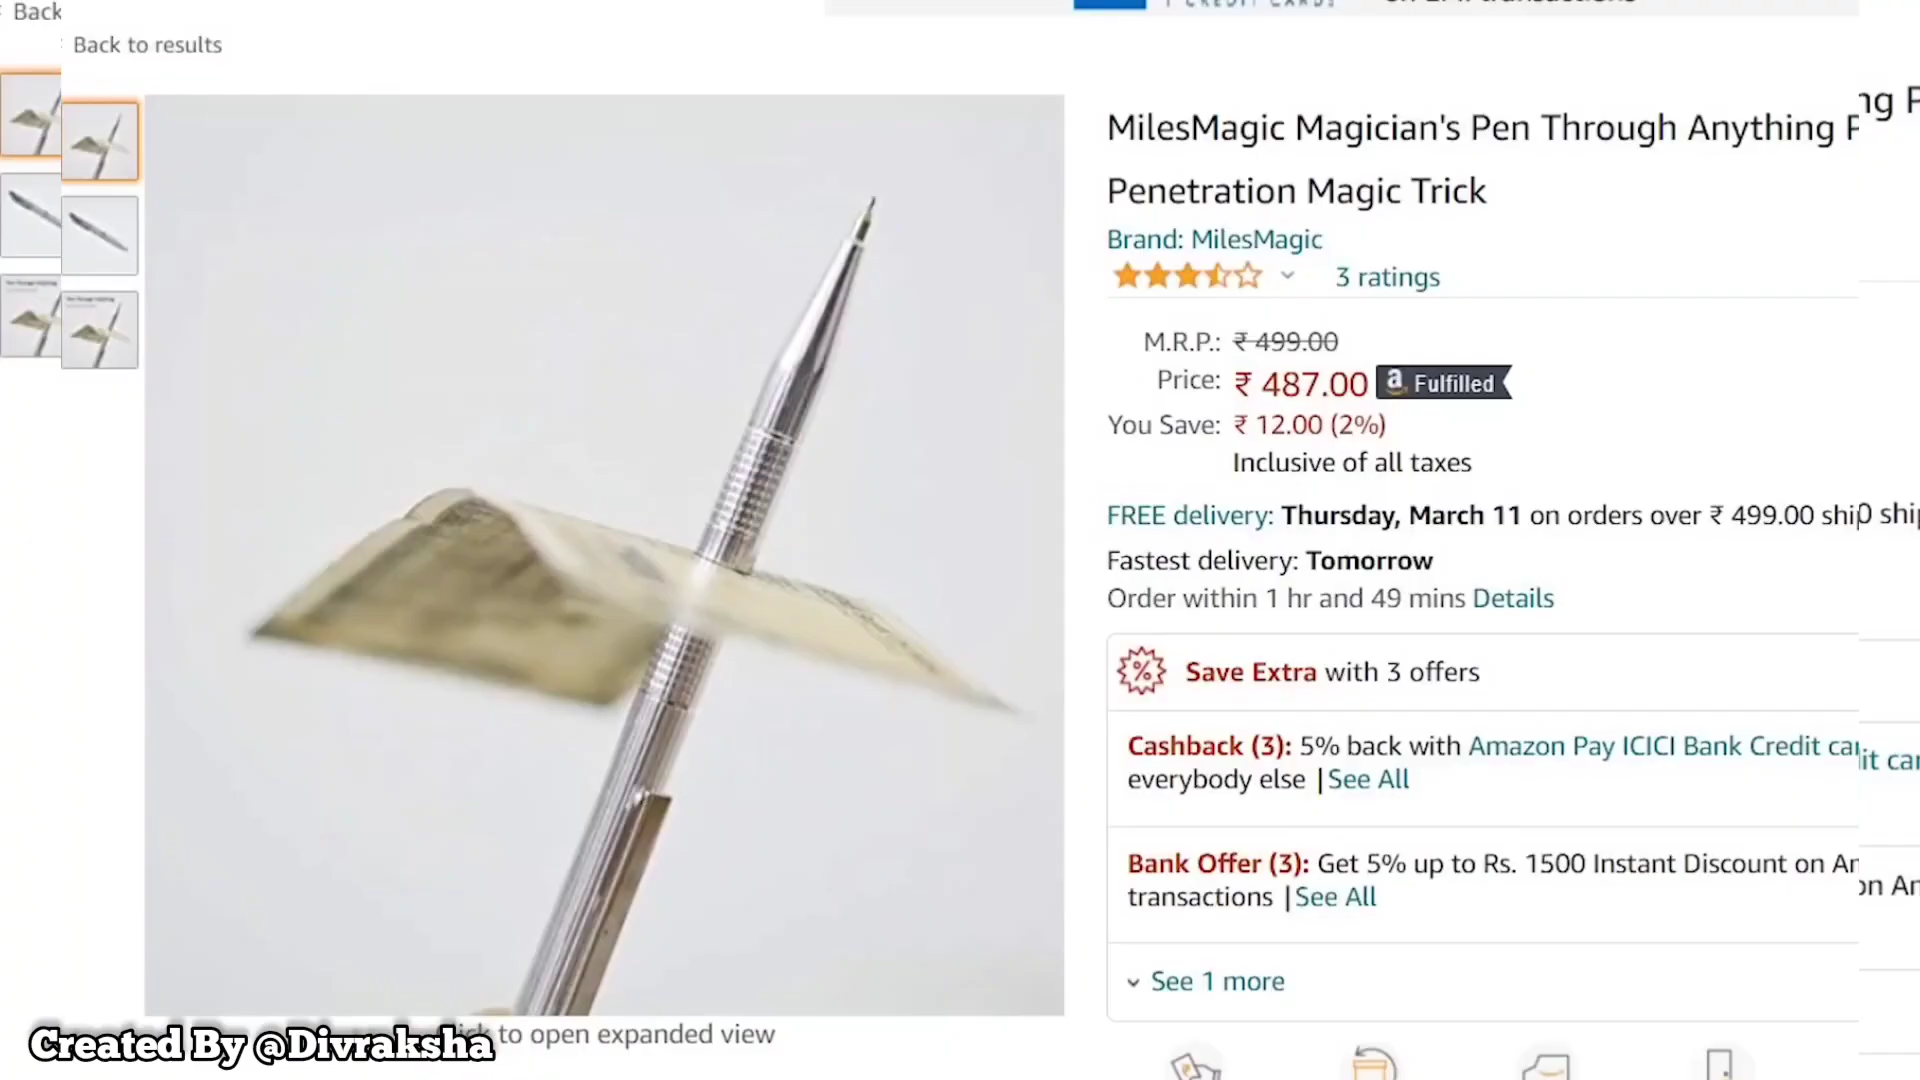 Back
Back to results
MilesMagic Magician's Pen Through Anything
Penetration Magic Trick
Brand: MilesMagic
3 ratings
M.R.P.: ₹ 499.00
Price: ₹ 487.00 a Fulfilled
You Save: ₹ 12.00 (2%)
Inclusive of all taxes
FREE delivery: Thursday, March 11 on orders over ₹ 499.00 ship
Fastest delivery: Tomorrow
Order within 1 hr and 49 mins Details
% Save Extra with 3 offers
Cashback (3): 5% back with Amazon Pay ICICI Bank Credit car
everybody else | See All
Bank Offer (3): Get 5% up to Rs. 1500 Instant Discount on Am
transactions | See All
See 1 more
to open expanded view
Created By @Divraksha